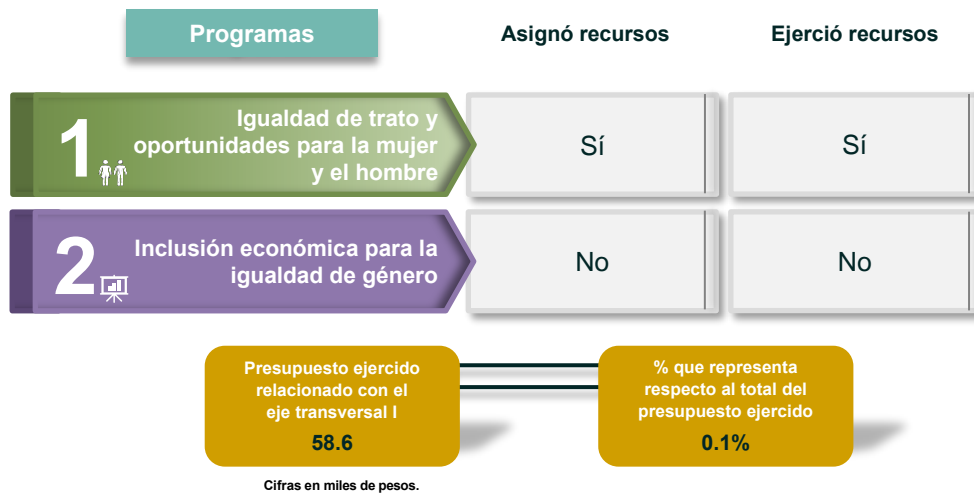 Programas
Asignó recursos
Ejerció recursos
1
Igualdad de trato y
oportunidades para la mujer
y el hombre
Sí
Sí
2
Inclusión económica para la
igualdad de género
No
No
Presupuesto ejercido
relacionado con el
eje transversal I
58.6
% que representa
respecto al total del
presupuesto ejercido
0.1%
Cifras en miles de pesos.